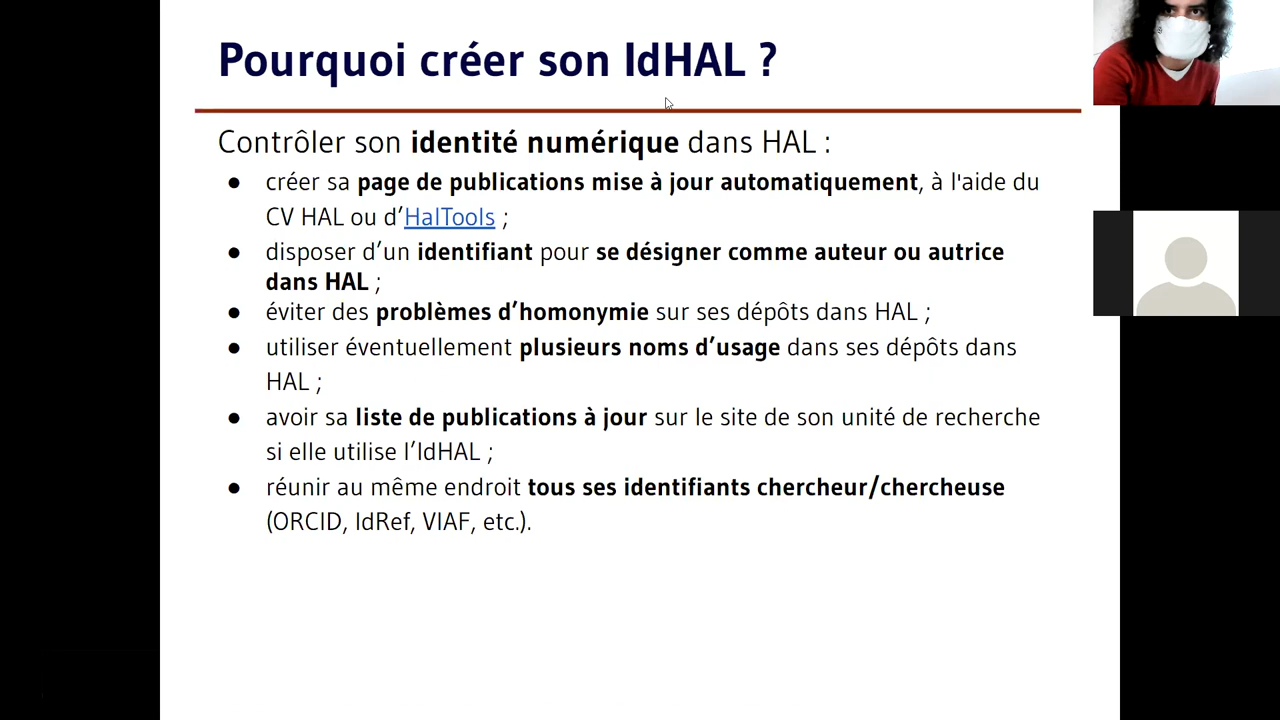 Pourquoi créer son IdHAL ?
Contrôler son identité numérique dans HAL :
● créer sa page de publications mise à jour automatiquement, à l'aide du
CV HAL ou d’HalTools ;
● disposer d’un identifiant pour se désigner comme auteur ou autrice
dans HAL ;
● éviter des problèmes d’homonymie sur ses dépôts dans HAL ;
● utiliser éventuellement plusieurs noms d’usage dans ses dépôts dans
HAL ;
● avoir sa liste de publications à jour sur le site de son unité de recherche
si elle utilise l’IdHAL ;
● réunir au même endroit tous ses identifiants chercheur/chercheuse
(ORCID, IdRef, VIAF, etc.).